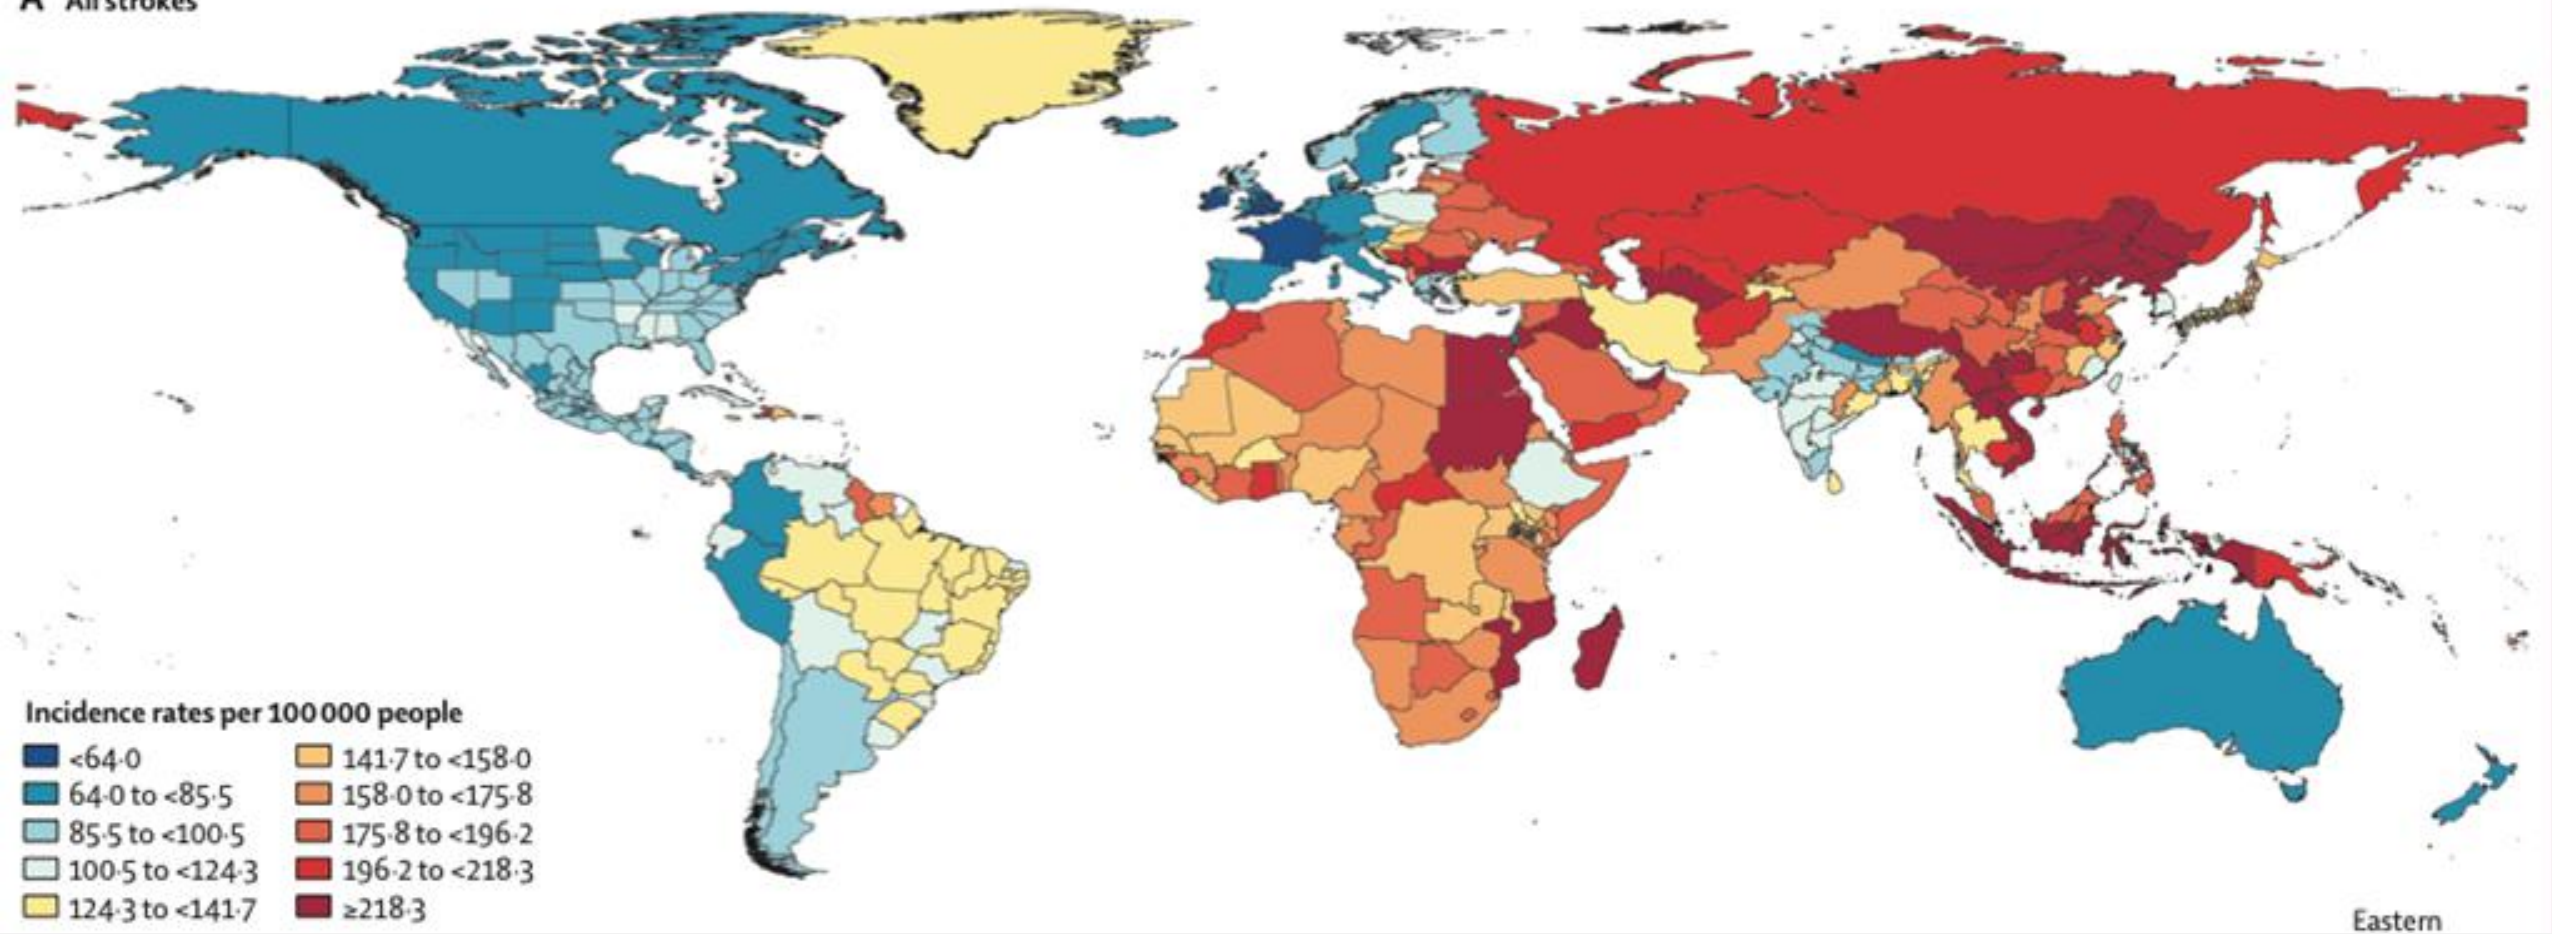 A All strokes
Incidence rates per 100 000 people
<64·0
64·0 to <85·5
85·5 to <100·5
100·5 to <124·3
124·3 to <141·7
141·7 to <158·0
158·0 to <175·8
175·8 to <196·2
196·2 to <218·3
≥218·3
Eastern